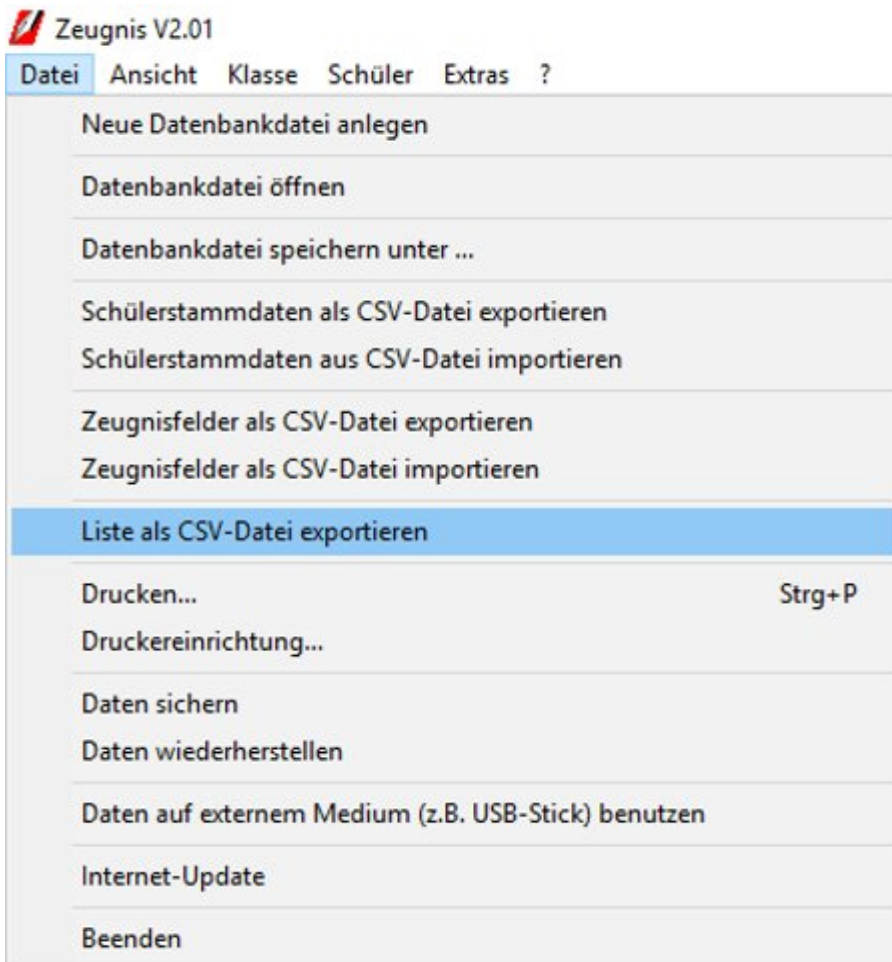 Zeugnis V2.01
Datei Ansicht Klasse Schüler Extras ?
Neue Datenbankdatei anlegen
Datenbankdatei öffnen
Datenbankdatei speichern unter ...
Schülerstammdaten als CSV-Datei exportieren
Schülerstammdaten aus CSV-Datei importieren
Zeugnisfelder als CSV-Datei exportieren
Zeugnisfelder als CSV-Datei importieren
Liste als CSV-Datei exportieren
Drucken... Strg+P
Druckereinrichtung...
Daten sichern
Daten wiederherstellen
Daten auf externem Medium (z.B. USB-Stick) benutzen
Internet-Update
Beenden